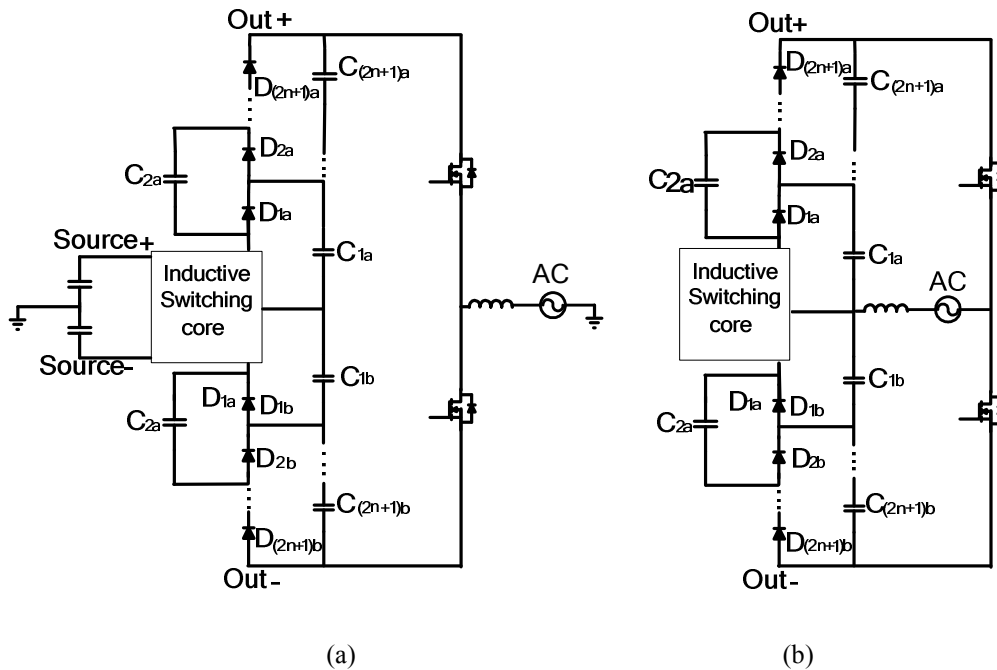 Out +
D(2n+1)a
C(2n+1)a
D2a
C2a
D1a
Source+
Inductive
Switching
core
C1a
AC
Source-
C1b
D1a
D1b
C2a
D2b
C(2n+1)b
D(2n+1)b
Out-
(a)
Out+
D(2n+1)a
C(2n+1)a
D2a
C2a
D1a
Inductive
Switching
core
C1a
AC
C1b
D1a
D1b
C2a
D2b
C(2n+1)b
D(2n+1)b
Out-
(b)